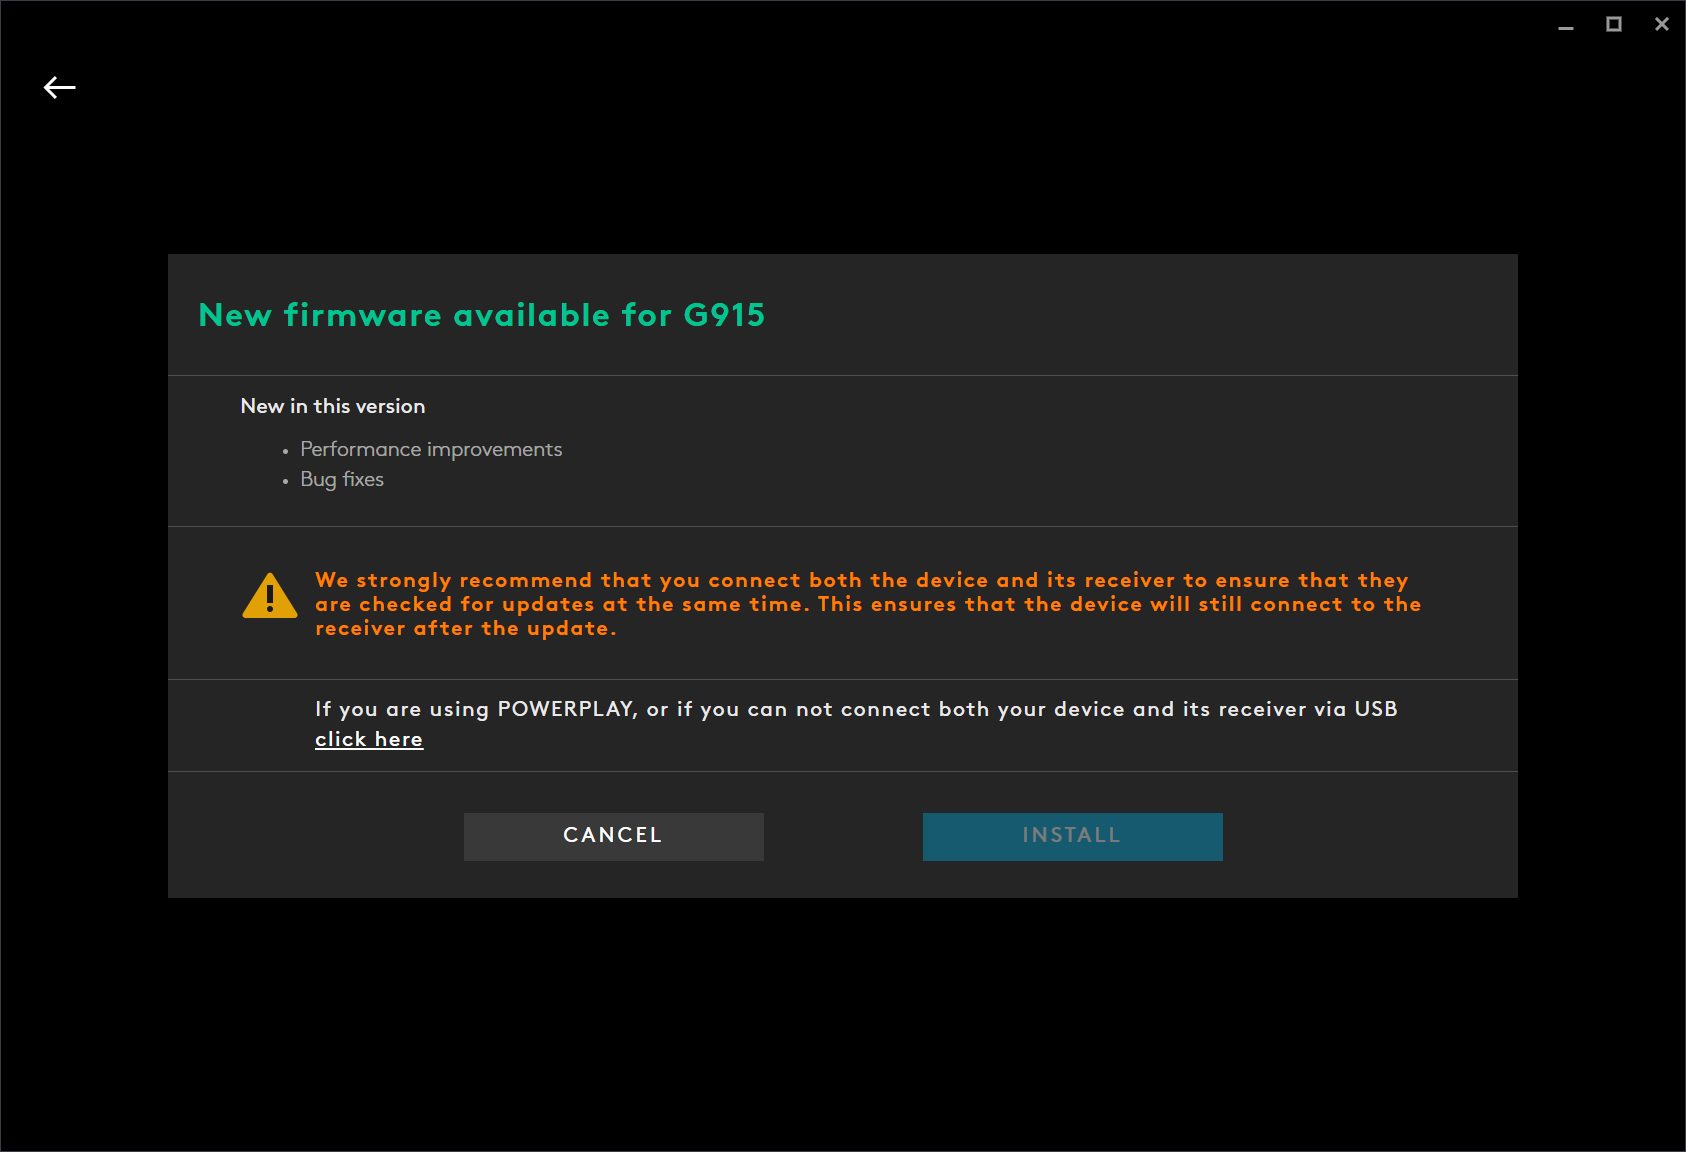 New firmware available for G915
New in this version
Performance improvements
Bug fixes
We strongly recommend that you connect both the device and its receiver to ensure that they
are checked for updates at the same time. This ensures that the device will still connect to the
receiver after the update.
If you are using POWERPLAY, or if you can not connect both your device and its receiver via USB
click here
CANCEL
INSTALL